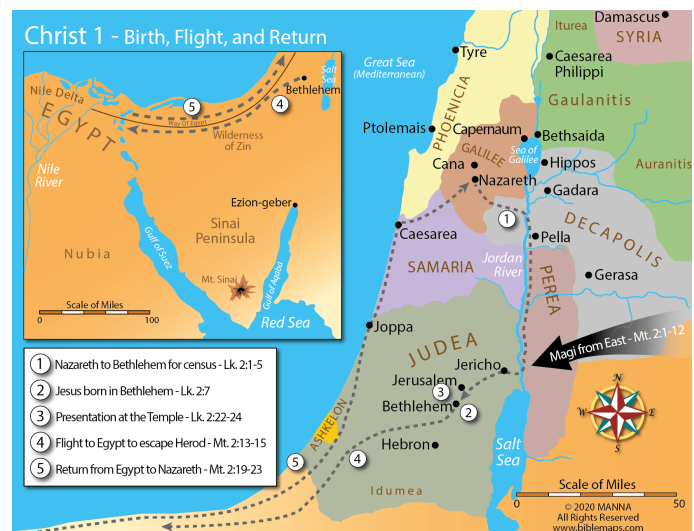 Christ 1 - Birth, Flight, and Return
Nile Delta
EGYPT
Nile
River
Nubia
5
Way Of Egypt
4
Wilderness
of Zin
Salt
Sea
Bethlehem
Ezion-geber
Sinai
Peninsula
Gulf of Suez
Gulf of Aqaba
Mt. Sinai
Red Sea
Scale of Miles
0
100
1 Nazareth to Bethlehem for census - Lk. 2:1-5
2 Jesus born in Bethlehem - Lk. 2:7
3 Presentation at the Temple - Lk. 2:22-24
4 Flight to Egypt to escape Herod - Mt. 2:13-15
5 Return from Egypt to Nazareth - Mt. 2:19-23
Great Sea
(Mediterranean)
Tyre
PHOENICIA
Iturea
Damascus
SYRIA
Caesarea
Philippi
Gaulanitis
Ptolemais
Capernaum
Bethsaida
GALILEE
Sea of
Galilee
Cana
Hippos
Nazareth
Gadara
Auranitis
1
DECAPOLIS
Caesarea
Pella
SAMARIA
Jordan
River
PEREA
Gerasa
Joppa
JUDEA
Magi from East - Mt. 2:1-12
Jericho
Jerusalem
3
Bethlehem
2
ASHKELON
Hebron
5
4
Salt
Sea
Idumea
N
W
E
S
Scale of Miles
0
50
© 2020 MANNA
All Rights Reserved
www.biblemaps.com